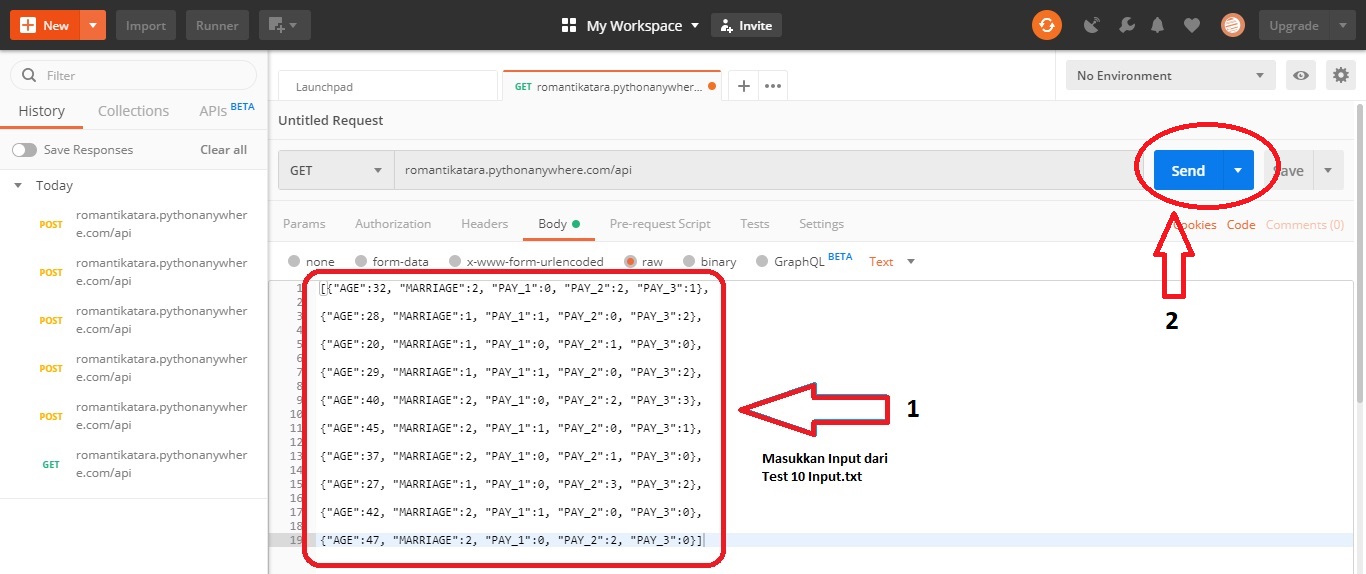 New
Import
Runner
My Workspace
Invite
Upgrade
Filter
History
Collections
APIs BETA
Save Responses
Clear all
Today
POST romantikatara.pythonanywher
e.com/api
POST romantikatara.pythonanywher
e.com/api
POST romantikatara.pythonanywher
e.com/api
POST romantikatara.pythonanywher
e.com/api
POST romantikatara.pythonanywher
e.com/api
GET romantikatara.pythonanywher
e.com/api
Launchpad
GET romantikatara.pythonanywher...
No Environment
Untitled Request
GET
romantikatara.pythonanywhere.com/api
Send
Save
Params
Authorization
Headers
Body
Pre-request Script
Tests
Settings
Cookies
Code
Comments (0)
none
form-data
x-www-form-urlencoded
raw
binary
GraphQL BETA
Text
1 [{"AGE":32, "MARRIAGE":2, "PAY_1":0, "PAY_2":2, "PAY_3":1},
2
3 {"AGE":28, "MARRIAGE":1, "PAY_1":1, "PAY_2":0, "PAY_3":2},
4
5 {"AGE":20, "MARRIAGE":1, "PAY_1":0, "PAY_2":1, "PAY_3":0},
6
7 {"AGE":29, "MARRIAGE":1, "PAY_1":1, "PAY_2":0, "PAY_3":2},
8
9 {"AGE":40, "MARRIAGE":2, "PAY_1":0, "PAY_2":2, "PAY_3":3},
10
11 {"AGE":45, "MARRIAGE":2, "PAY_1":1, "PAY_2":0, "PAY_3":1},
12
13 {"AGE":37, "MARRIAGE":2, "PAY_1":0, "PAY_2":1, "PAY_3":0},
14
15 {"AGE":27, "MARRIAGE":1, "PAY_1":0, "PAY_2":3, "PAY_3":2},
16
17 {"AGE":42, "MARRIAGE":2, "PAY_1":1, "PAY_2":0, "PAY_3":0},
18
19 {"AGE":47, "MARRIAGE":2, "PAY_1":0, "PAY_2":2, "PAY_3":0}]
2
1
Masukkan Input dari
Test 10 Input.txt